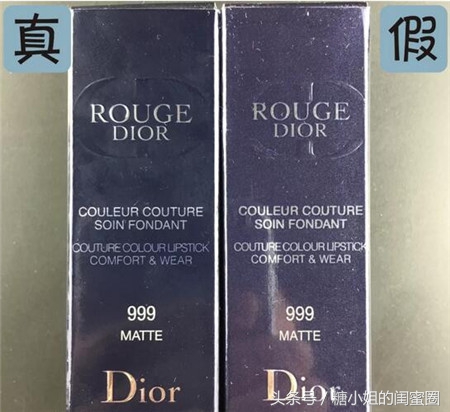 真
假
ROUGE
DIOR
COULEUR COUTURE
SOIN FONDANT
COUTURE COLOUR LIPSTICK
COMFORT & WEAR
999
MATTE
Dior
ROUGE
DIOR
COULEUR COUTURE
SOIN FONDANT
COUTURE COLOUR LIPSTICK
COMFORT & WEAR
999
MATTE
Dior
头条号/糖小姐的闺蜜圈